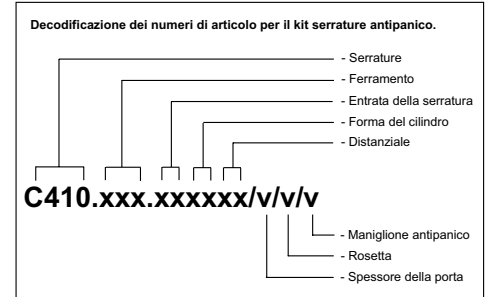 Decodificazione dei numeri di articolo per il kit serrature antipanico.
- Serrature
- Ferramento
- Entrata della serratura
- Forma del cilindro
- Distanziale
C410.xxx.xxxxxx/v/v/v
- Maniglione antipanico
- Rosetta
- Spessore della porta